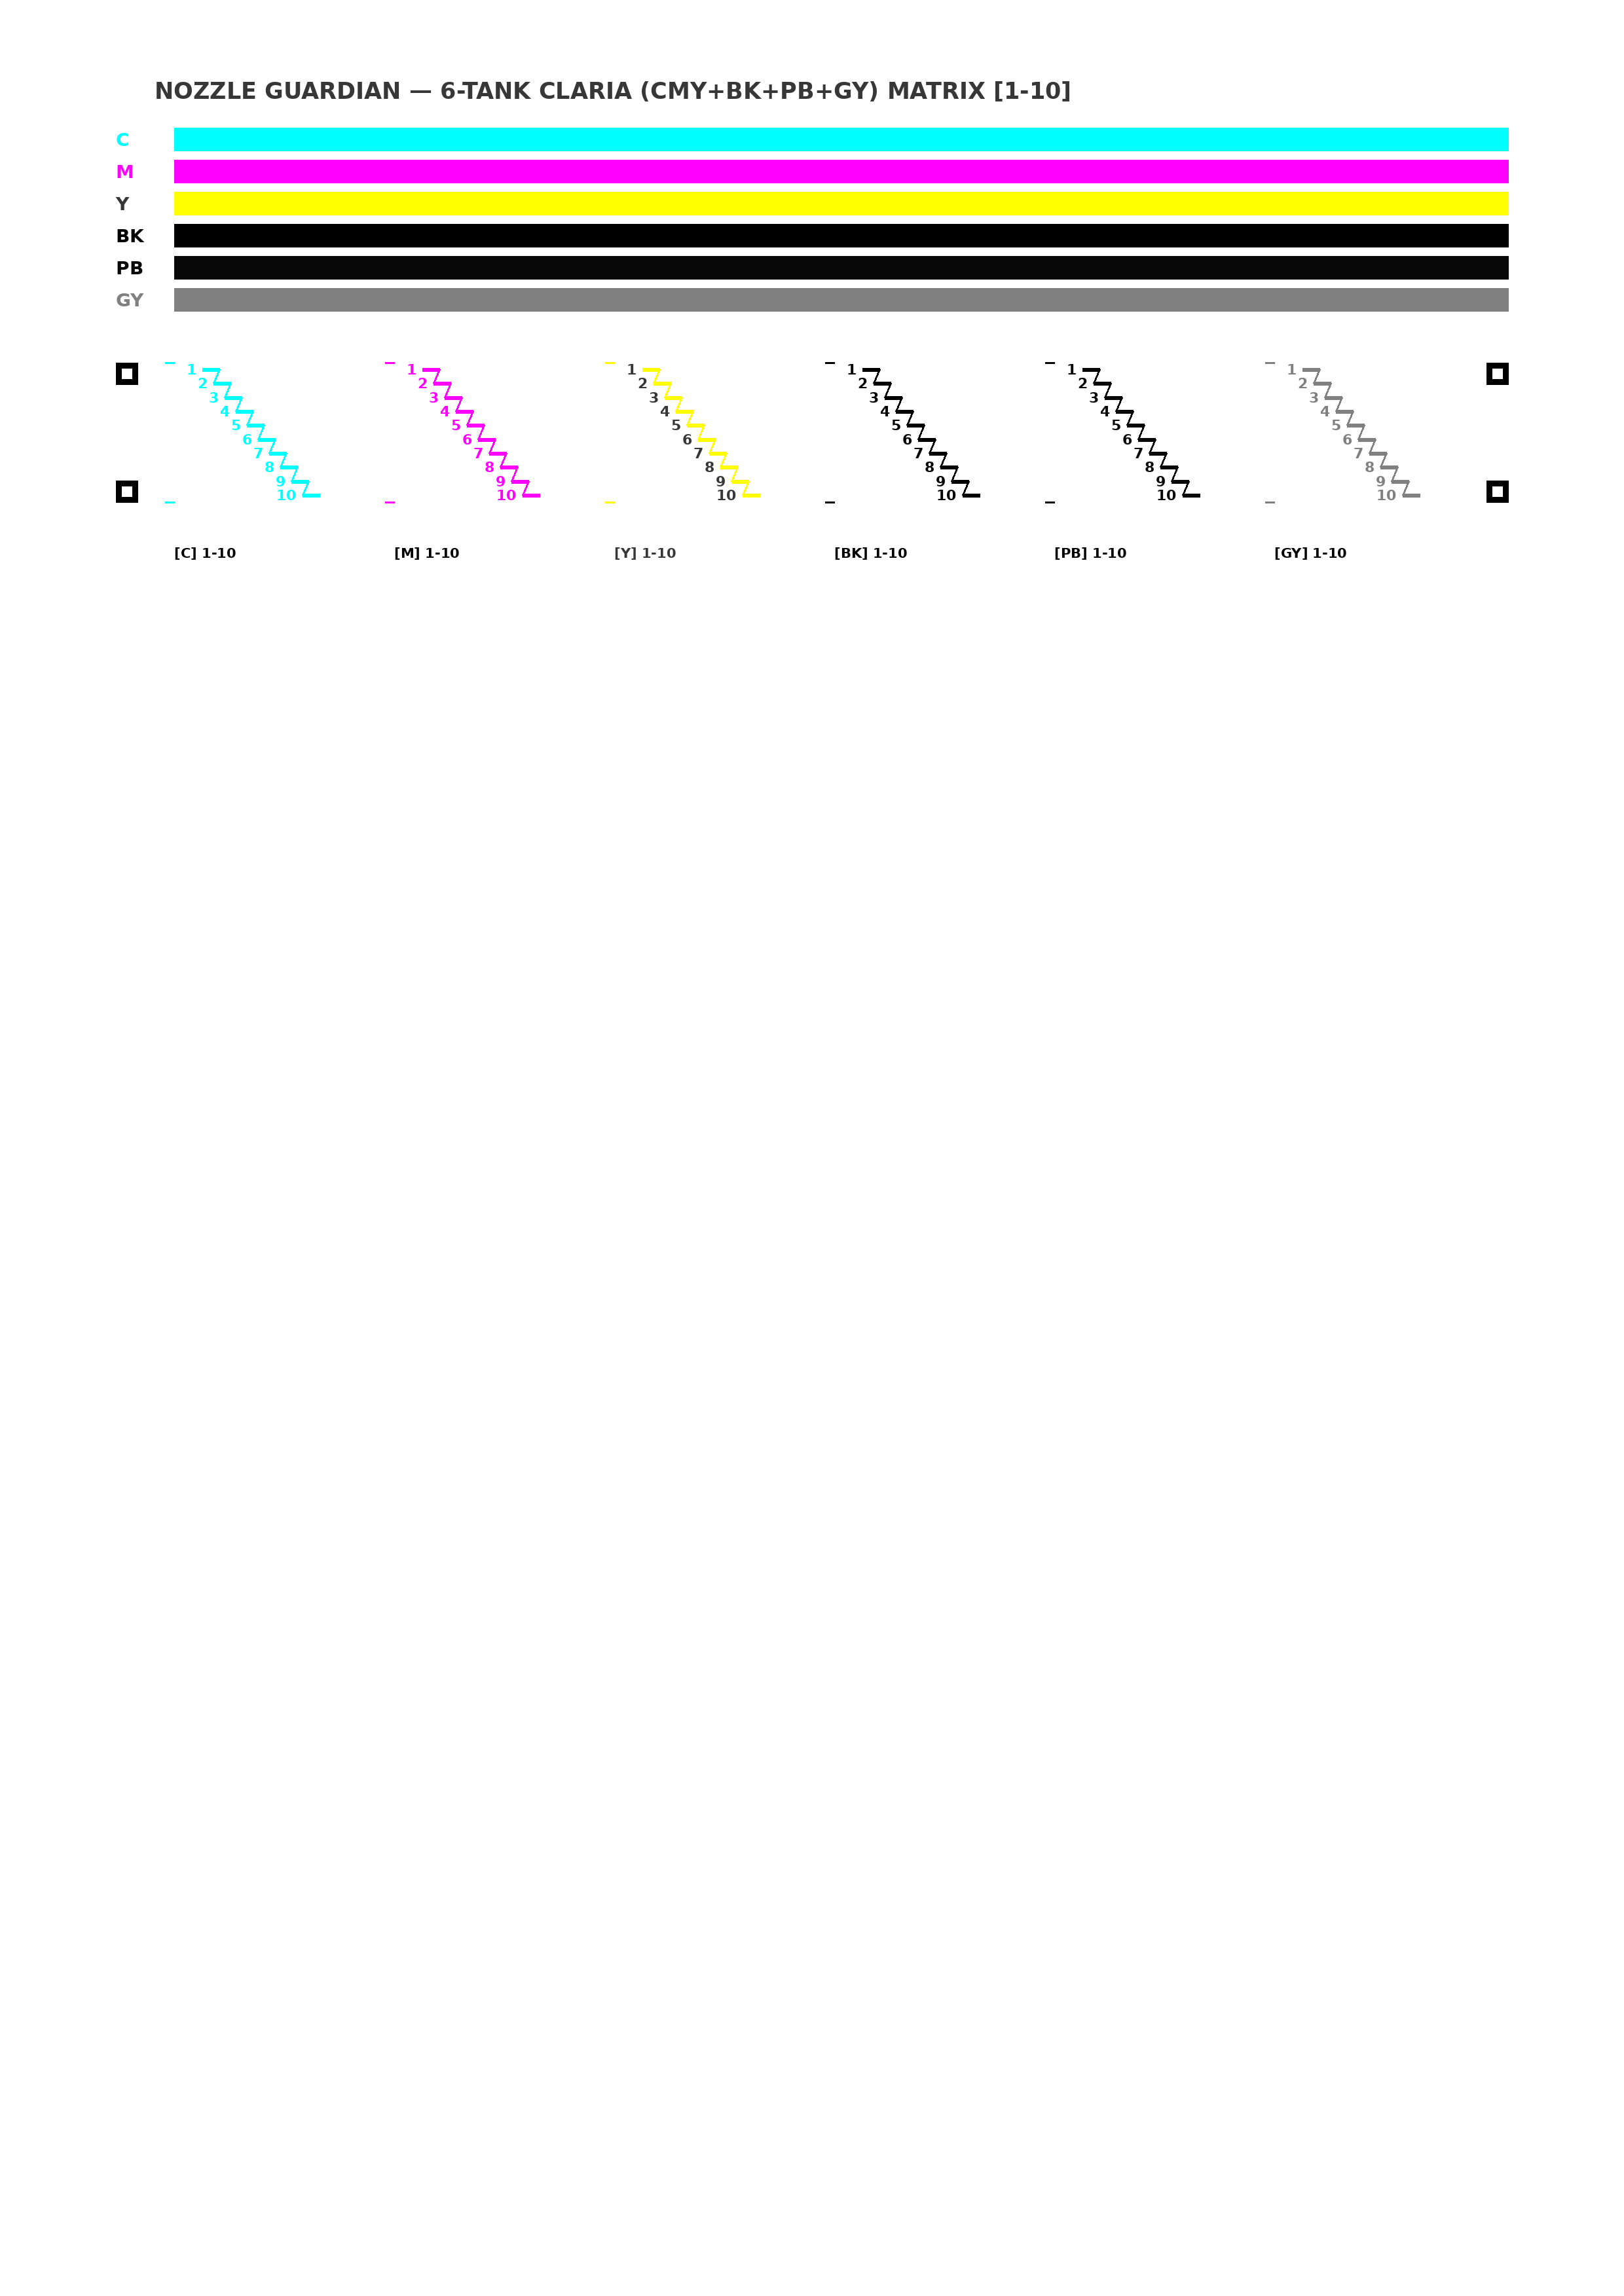 NOZZLE GUARDIAN — 6-TANK CLARIA (CMY+BK+PB+GY) MATRIX [1-10]
C
M
Y
BK
PB
GY
1 1 1 1 1 1
2 2 2 2 2 2
3 3 3 3 3 3
4 4 4 4 4 4
5 5 5 5 5 5
6 6 6 6 6 6
7 7 7 7 7 7
8 8 8 8 8 8
9 9 9 9 9 9
10 10 10 10 10 10
[C] 1-10 [M] 1-10 [Y] 1-10 [BK] 1-10 [PB] 1-10 [GY] 1-10